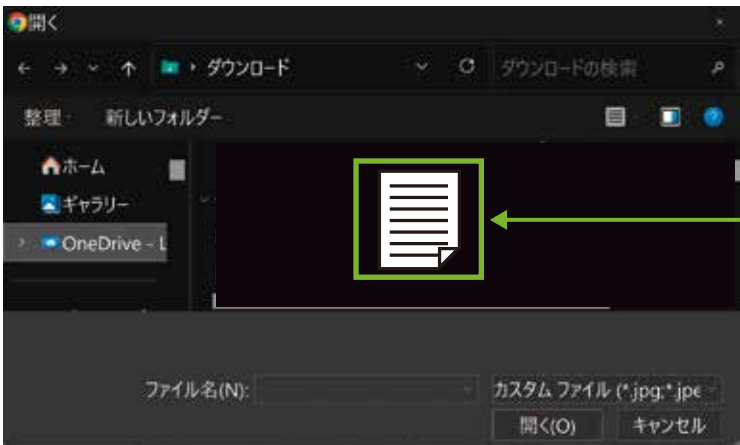 開く
ダウンロード
ダウンロードの検索
整理
新しいフォルダー
ホーム
ギャラリー
OneDrive - L
ファイル名(N):
カスタム ファイル (*.jpg;*.jpe
開く(O)
キャンセル